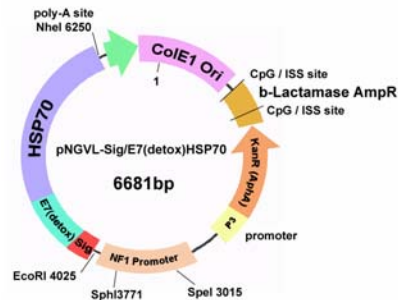 poly-A site
NheI 6250
ColE1 Ori
1
CpG / ISS site
b-Lactamase AmpR
CpG / ISS site
HSP70
pNGVL-Sig/E7(detox)HSP70
6681bp
KanR (AphA)
P3
promoter
E7(detox)
Sig
NF1 Promoter
EcoRI 4025
SphI3771
SpeI 3015